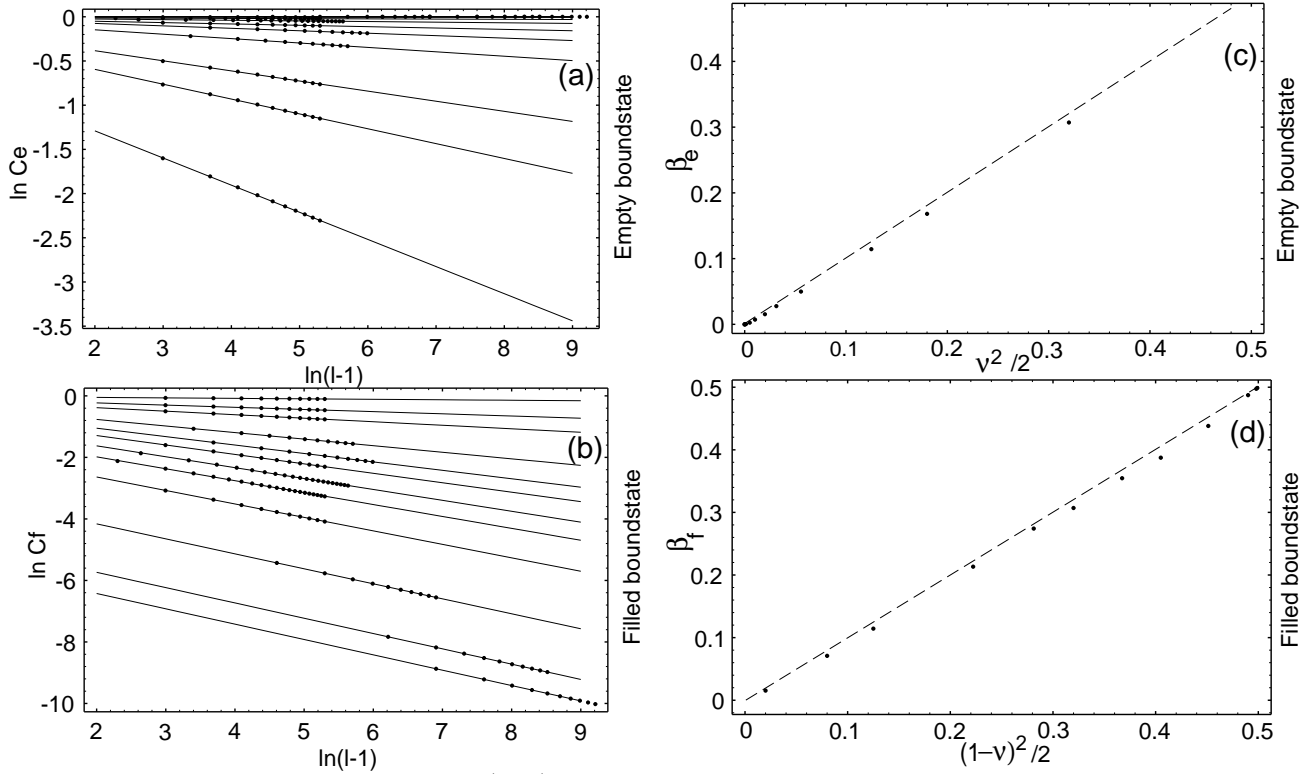 0
-0.5
-1
-1.5
-2
-2.5
-3
-3.5
ln Ce
(a)
Empty boundstate
2 3 4 5 6 7 8 9
ln(l-1)
0.4
0.3
0.2
0.1
0
βe
(c)
Empty boundstate
0 0.1 0.2 0.3 0.4 0.5
ν²/2
0
-2
-4
-6
-8
-10
ln Cf
(b)
Filled boundstate
2 3 4 5 6 7 8 9
ln(l-1)
0.5
0.4
0.3
0.2
0.1
0
βf
(d)
Filled boundstate
0 0.1 0.2 0.3 0.4 0.5
(1−ν)²/2